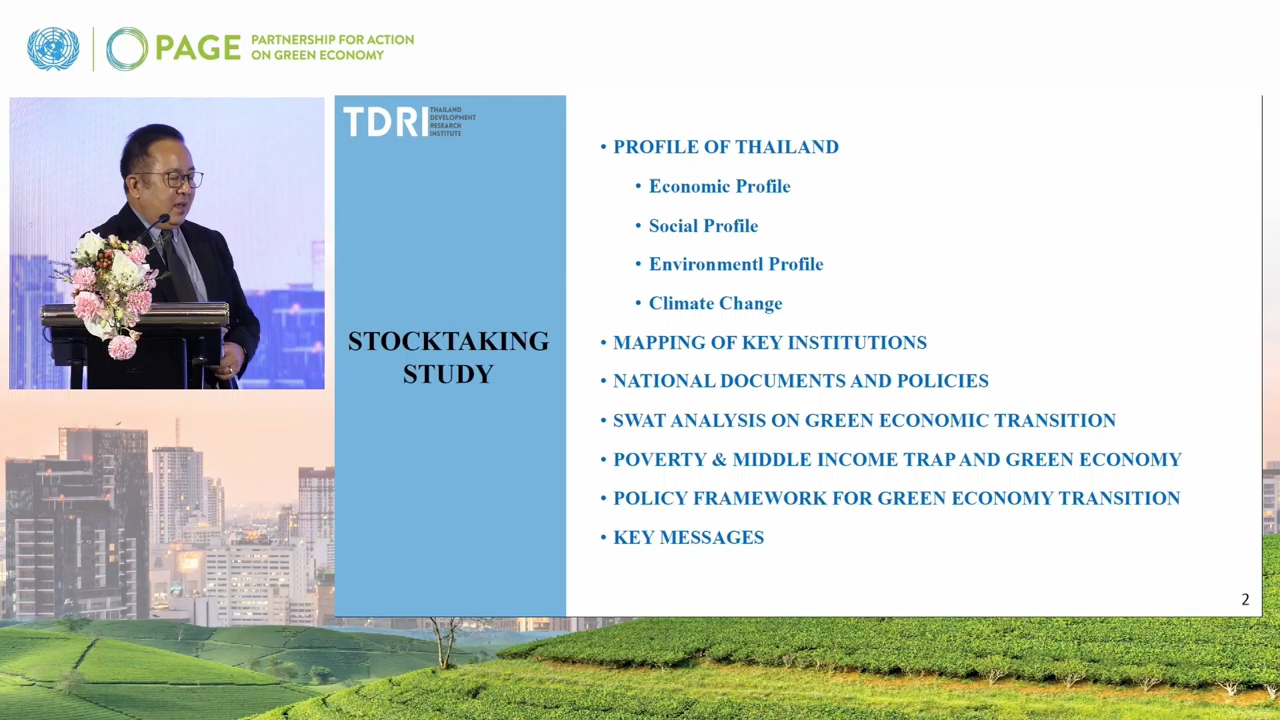 PAGE
PARTNERSHIP FOR ACTION
ON GREEN ECONOMY
TDRI
THAILAND
DEVELOPMENT
RESEARCH
INSTITUTE
STOCKTAKING
STUDY
• PROFILE OF THAILAND
• Economic Profile
• Social Profile
• Environmentl Profile
• Climate Change
• MAPPING OF KEY INSTITUTIONS
• NATIONAL DOCUMENTS AND POLICIES
• SWAT ANALYSIS ON GREEN ECONOMIC TRANSITION
• POVERTY & MIDDLE INCOME TRAP AND GREEN ECONOMY
• POLICY FRAMEWORK FOR GREEN ECONOMY TRANSITION
• KEY MESSAGES
2